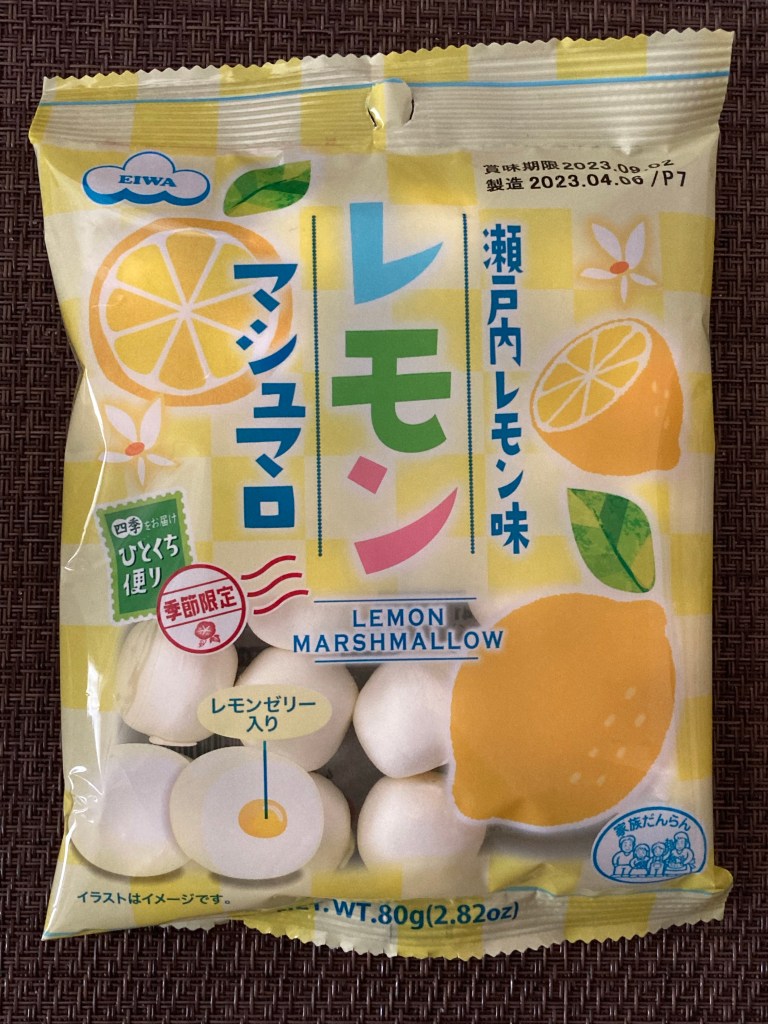 EIWA
賞味期限2023.09.02
製造2023.04.06/P7
瀬戸内レモン味
レモン
マシュマロ
四季をお届け
ひとくち
便り
季節限定
LEMON
MARSHMALLOW
レモンゼリー
入り
家族だんらん
イラストはイメージです。
NET.WT.80g(2.82oz)